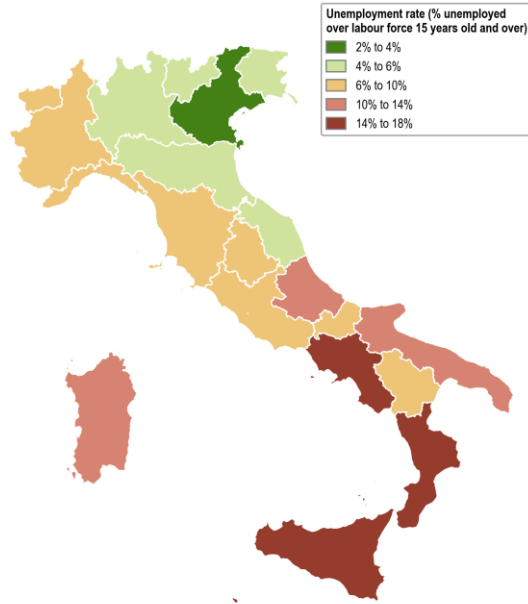 Unemployment rate (% unemployed
over labour force 15 years old and over)
2% to 4%
4% to 6%
6% to 10%
10% to 14%
14% to 18%